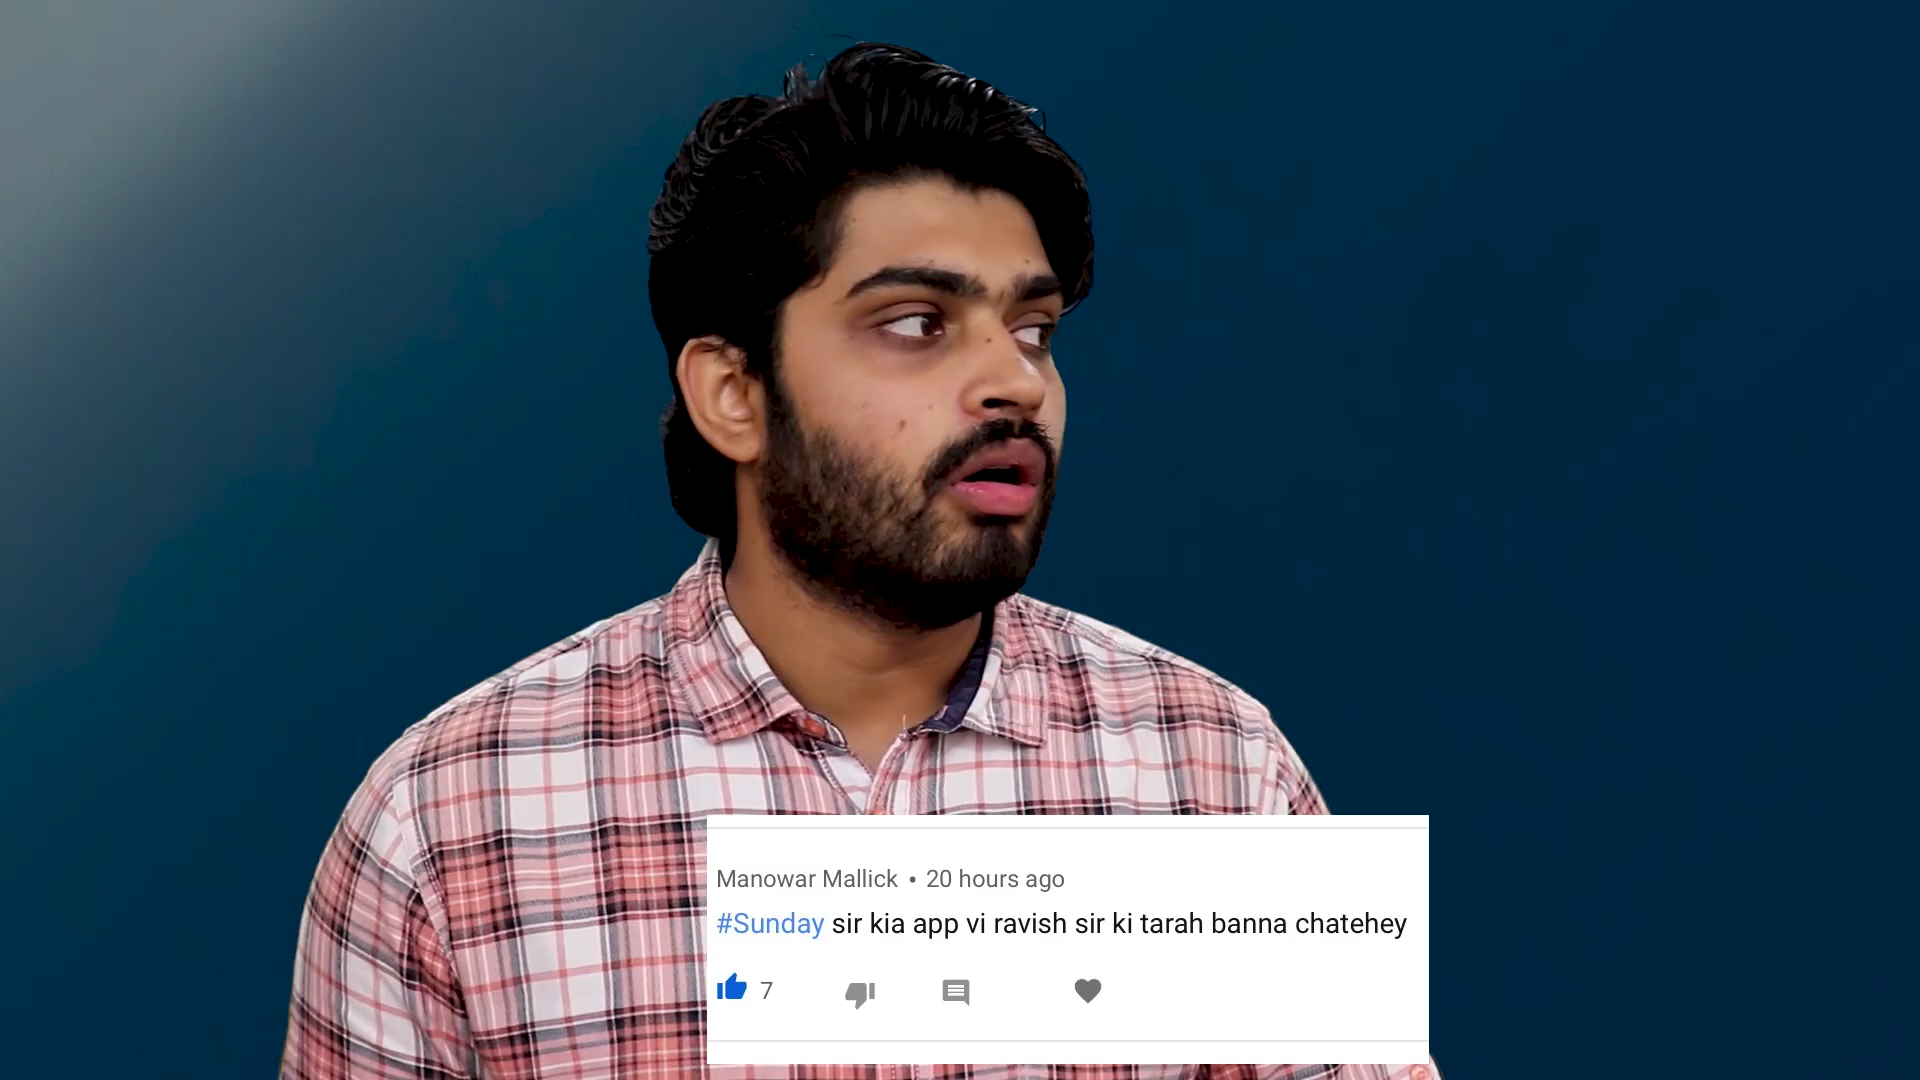 Manowar Mallick • 20 hours ago
#Sunday sir kia app vi ravish sir ki tarah banna chatehey
7